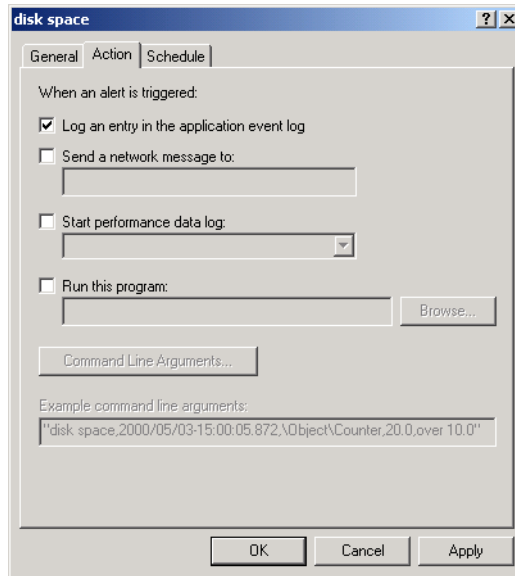 disk space
General Action Schedule
When an alert is triggered:
Log an entry in the application event log
Send a network message to:
Start performance data log:
Run this program:
Browse...
Command Line Arguments...
Example command line arguments:
"disk space,2000/05/03-15:00:05.872,\Object\Counter,20.0,over 10.0"
OK Cancel Apply